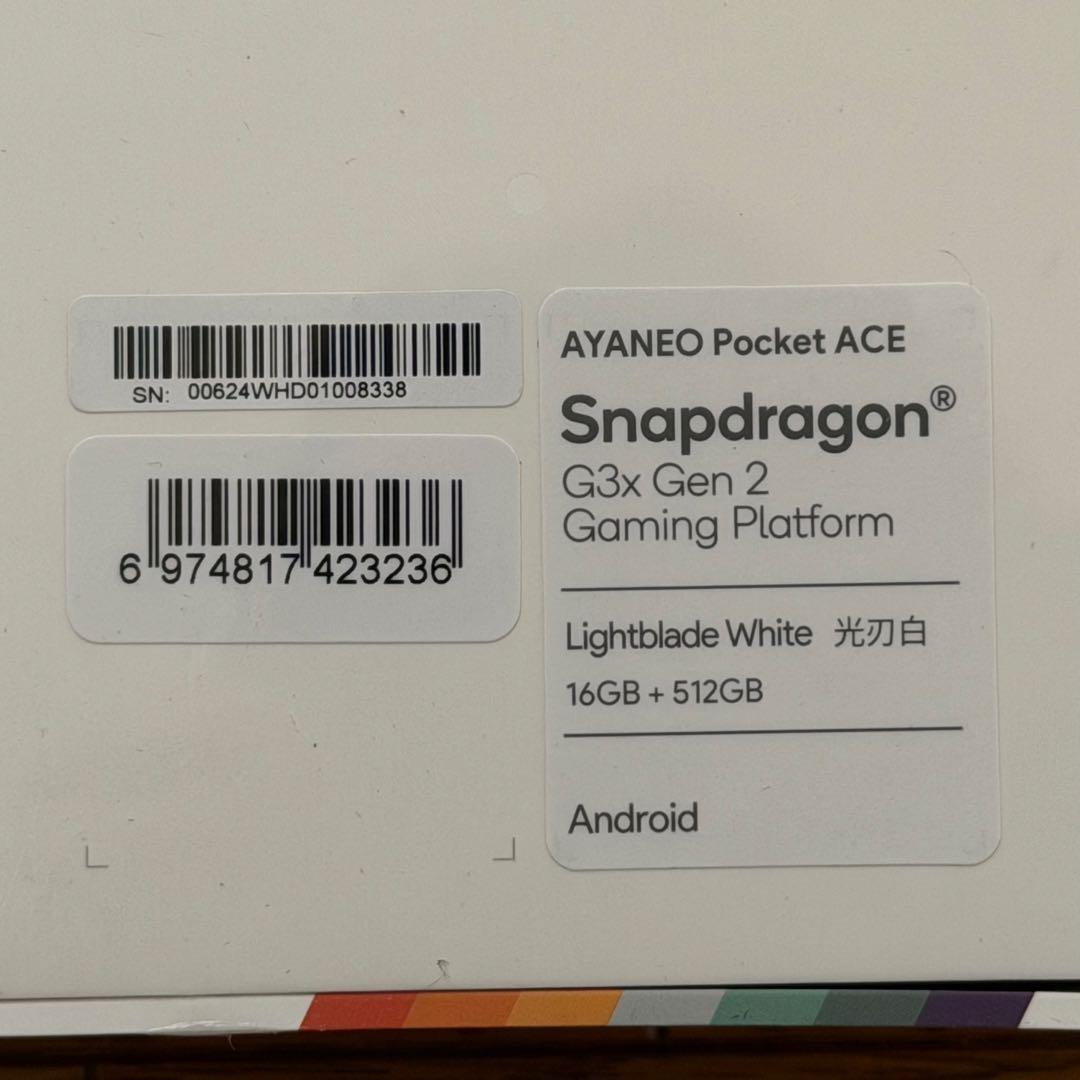 SN: 00624WHD01008338
6 974817 423236
AYANEO Pocket ACE
Snapdragon®
G3x Gen 2
Gaming Platform
Lightblade White 光刃白
16GB + 512GB
Android